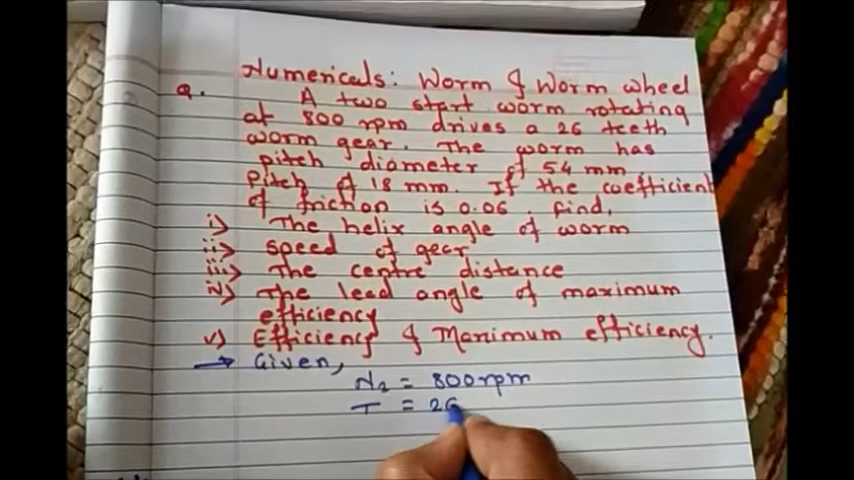 Numericals: Worm & Worm wheel
Q. A two start worm rotating
at 800 rpm drives a 26 teeth
worm gear. The worm has
pitch diameter of 54 mm
pitch of 18 mm. If the coefficient
of friction is 0.06. find,
i) The helix angle of worm
ii) speed of gear
iii) The centre distance
iv) The lead angle of maximum
efficiency
v) Efficiency & Maximum efficiency.
→ Given,
N2 = 800rpm
T = 26